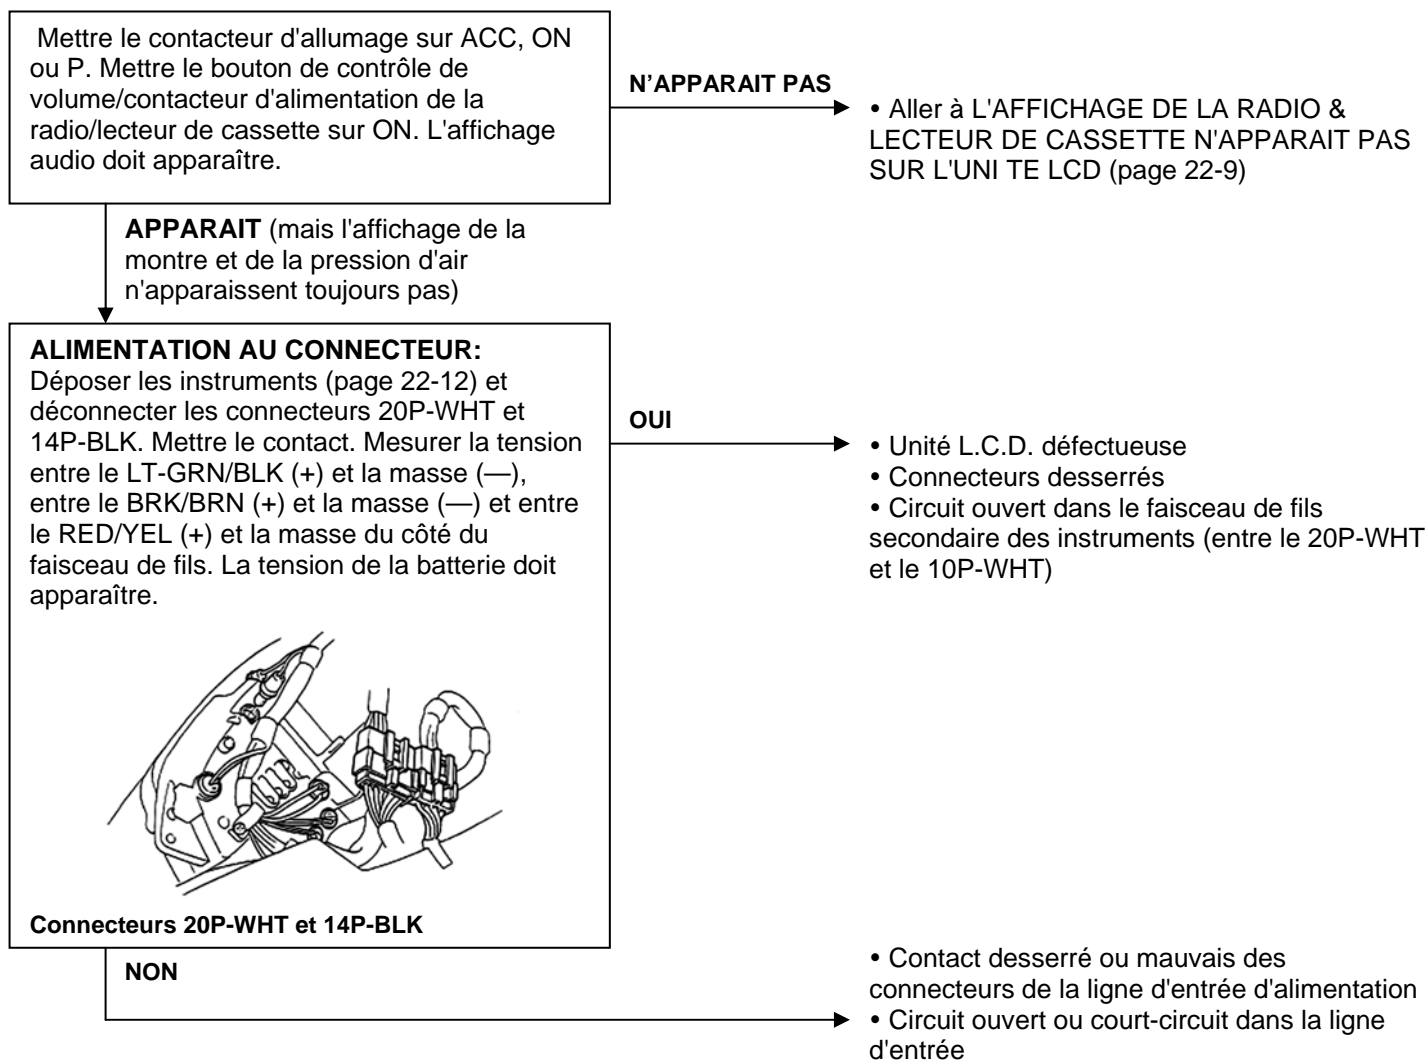 Mettre le contacteur d'allumage sur ACC, ON
ou P. Mettre le bouton de contrôle de
volume/contacteur d'alimentation de la
radio/lecteur de cassette sur ON. L'affichage
audio doit apparaître.
N'APPARAIT PAS
• Aller à L'AFFICHAGE DE LA RADIO &
LECTEUR DE CASSETTE N'APPARAIT PAS
SUR L'UNI TE LCD (page 22-9)
APPARAIT (mais l'affichage de la
montre et de la pression d'air
n'apparaissent toujours pas)
ALIMENTATION AU CONNECTEUR:
Déposer les instruments (page 22-12) et
déconnecter les connecteurs 20P-WHT et
14P-BLK. Mettre le contact. Mesurer la tension
entre le LT-GRN/BLK (+) et la masse (—),
entre le BRK/BRN (+) et la masse (—) et entre
le RED/YEL (+) et la masse du côté du
faisceau de fils. La tension de la batterie doit
apparaître.
OUI
• Unité L.C.D. défectueuse
• Connecteurs desserrés
• Circuit ouvert dans le faisceau de fils
secondaire des instruments (entre le 20P-WHT
et le 10P-WHT)
Connecteurs 20P-WHT et 14P-BLK
NON
• Contact desserré ou mauvais des
connecteurs de la ligne d'entrée d'alimentation
• Circuit ouvert ou court-circuit dans la ligne
d'entrée